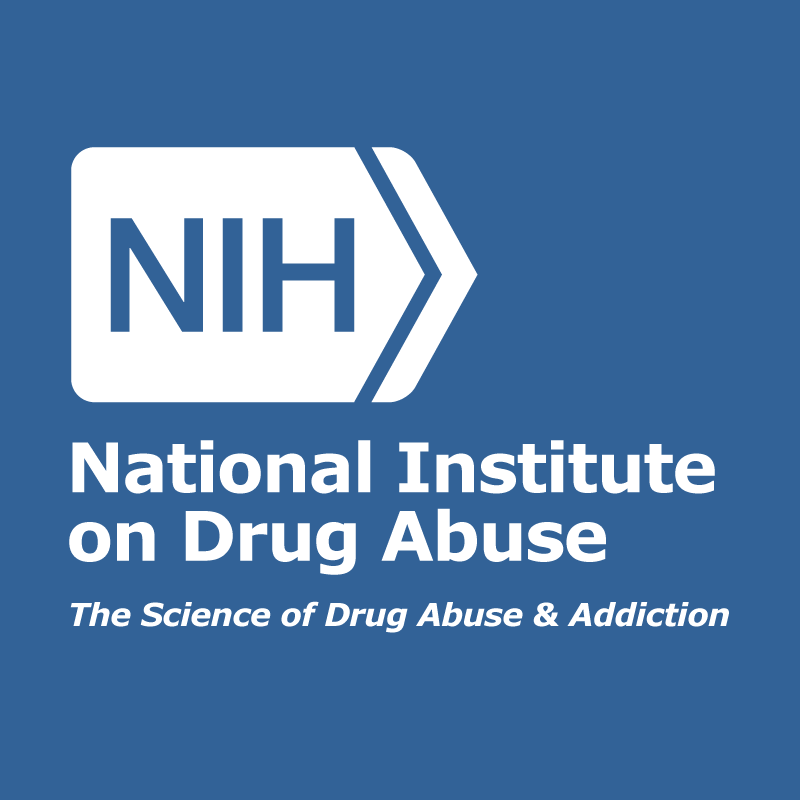 NIH
National Institute
on Drug Abuse
The Science of Drug Abuse & Addiction